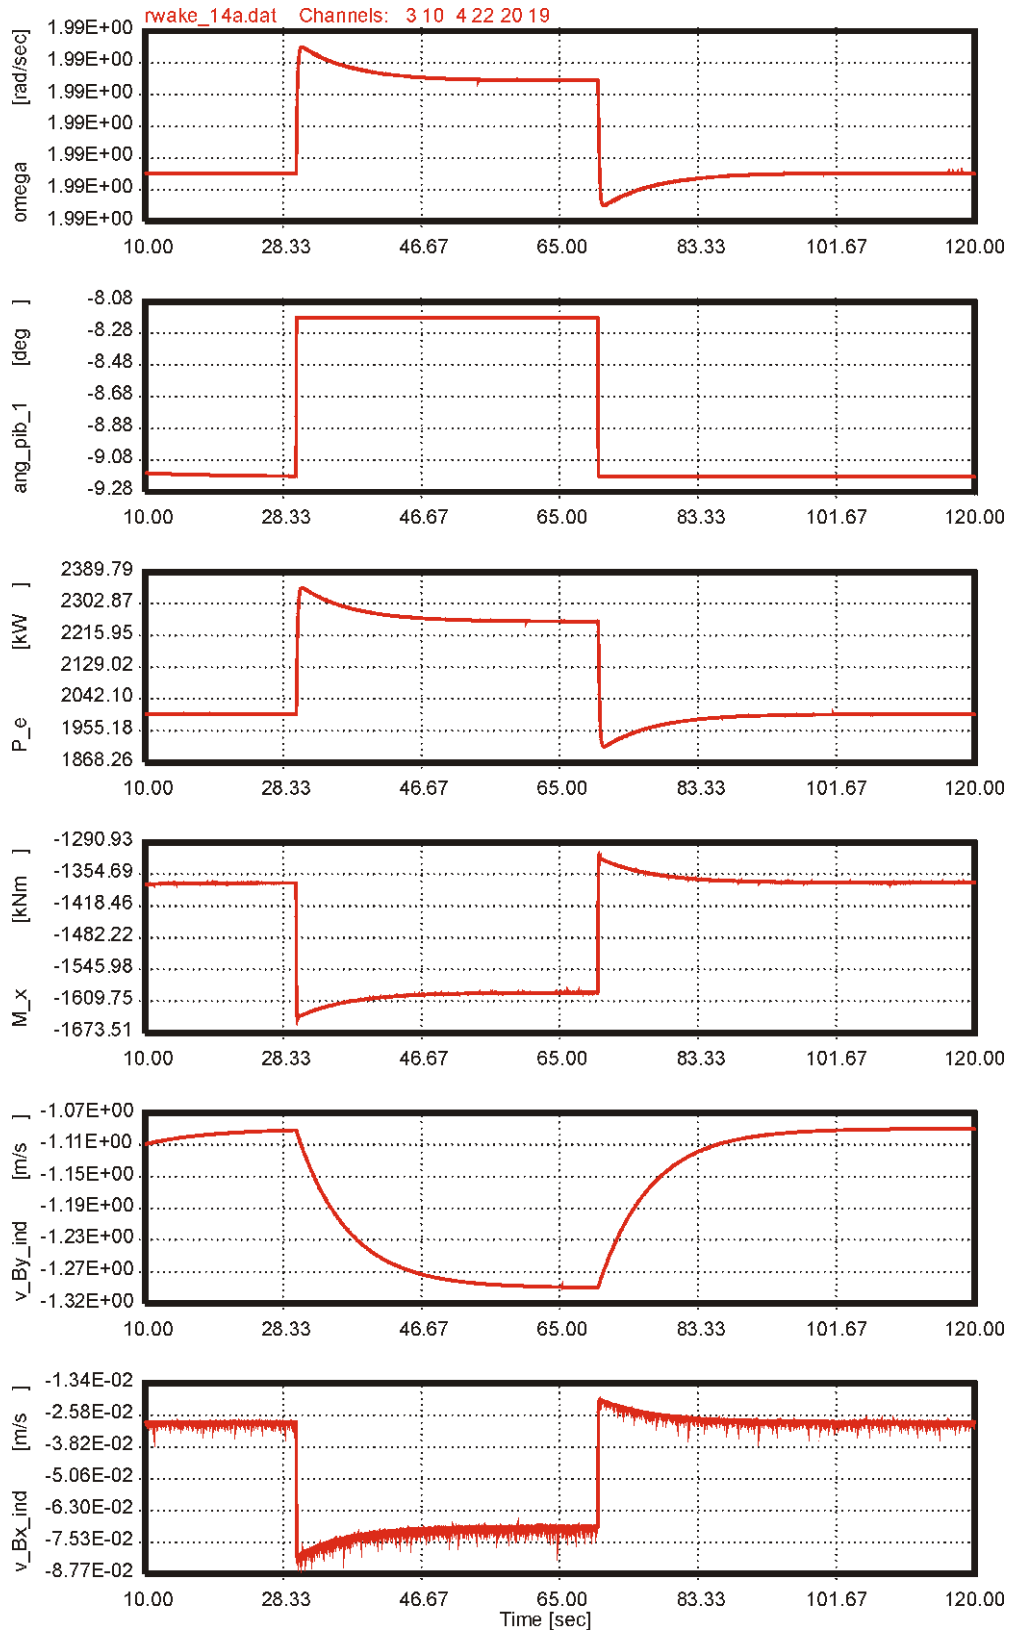 rwake_14a.dat Channels: 3 10 4 22 20 19
omega [rad/sec]
1.99E+00
1.99E+00
1.99E+00
1.99E+00
1.99E+00
1.99E+00
1.99E+00
10.00 28.33 46.67 65.00 83.33 101.67 120.00
ang_pib_1 [deg ]
-8.08
-8.28
-8.48
-8.68
-8.88
-9.08
-9.28
10.00 28.33 46.67 65.00 83.33 101.67 120.00
P_e [kW ]
2389.79
2302.87
2215.95
2129.02
2042.10
1955.18
1868.26
10.00 28.33 46.67 65.00 83.33 101.67 120.00
M_x [kNm ]
-1290.93
-1354.69
-1418.46
-1482.22
-1545.98
-1609.75
-1673.51
10.00 28.33 46.67 65.00 83.33 101.67 120.00
v_By_ind [m/s ]
-1.07E+00
-1.11E+00
-1.15E+00
-1.19E+00
-1.23E+00
-1.27E+00
-1.32E+00
10.00 28.33 46.67 65.00 83.33 101.67 120.00
v_Bx_ind [m/s ]
-1.34E-02
-2.58E-02
-3.82E-02
-5.06E-02
-6.30E-02
-7.53E-02
-8.77E-02
10.00 28.33 46.67 65.00 83.33 101.67 120.00
Time [sec]